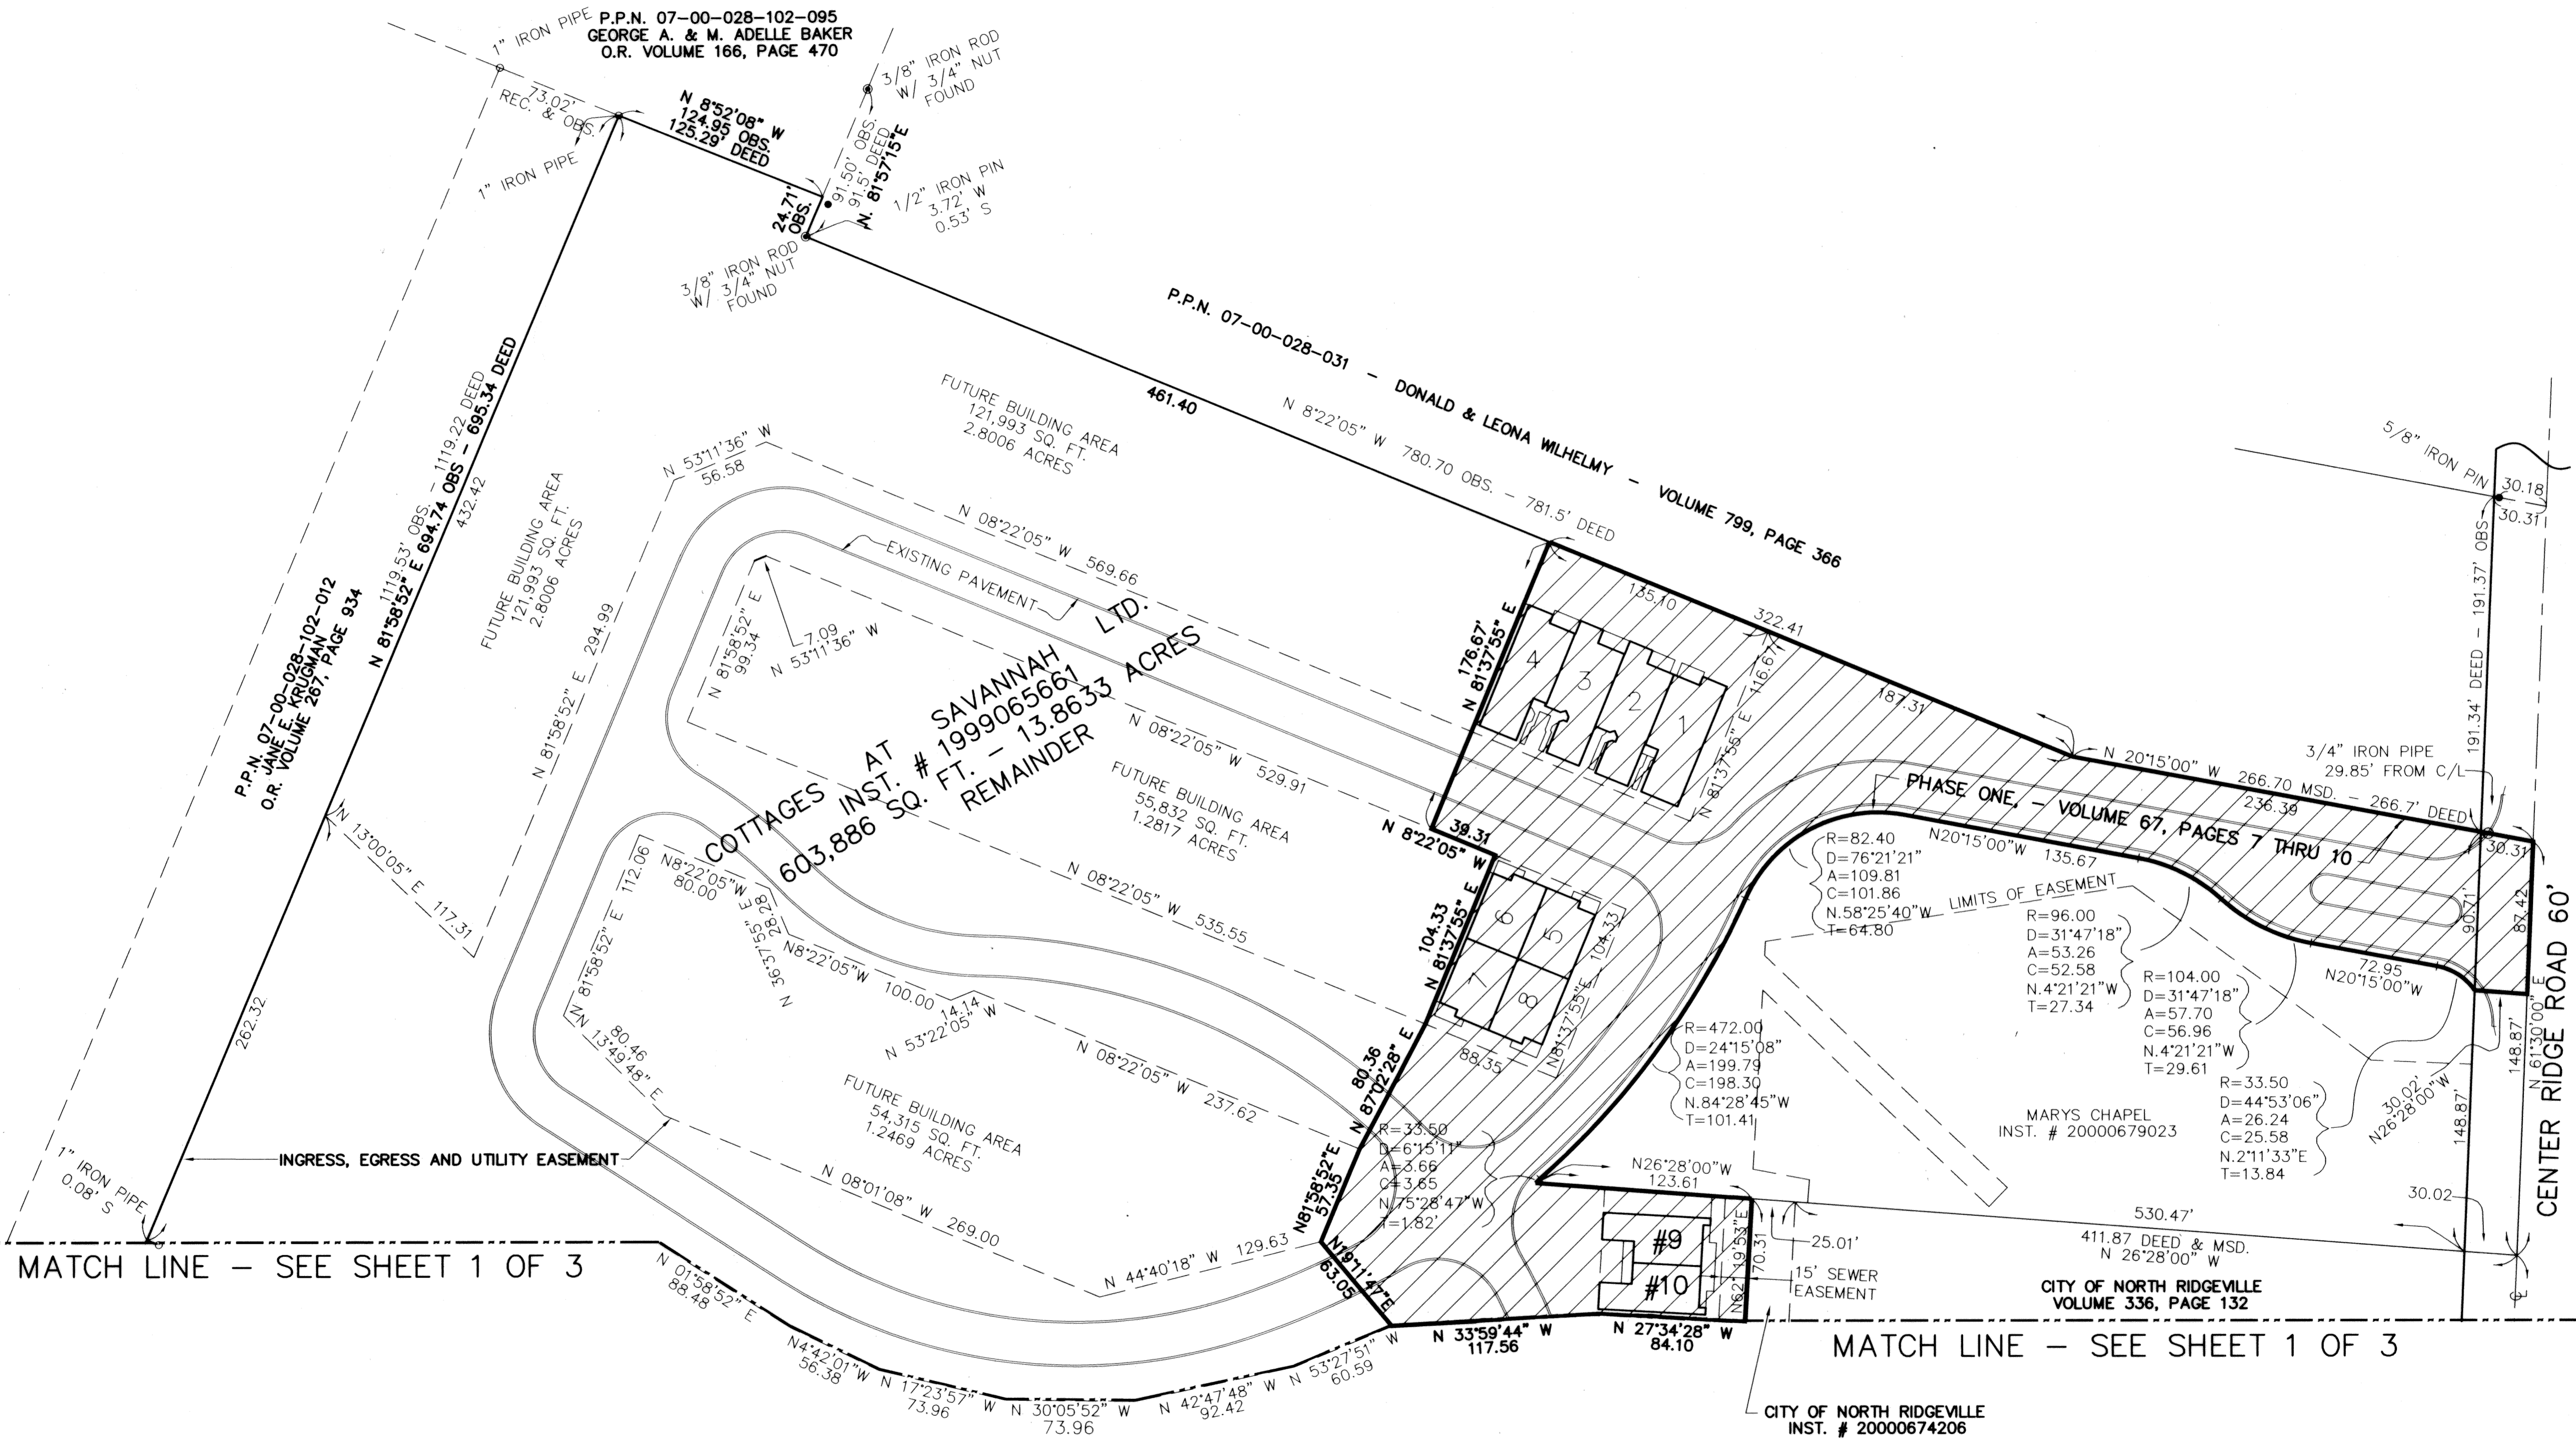 1" IRON PIPE
P.P.N. 07-00-028-102-095
GEORGE A. & M. ADELLE BAKER
O.R. VOLUME 166, PAGE 470
73.02'
REC. & OBS.
1" IRON PIPE
N 8°52'08" W
124.95 OBS.
125.29' DEED
3/8" IRON ROD
W/ 3/4" NUT
FOUND
91.50' OBS.
91.5' DEED
N. 81°57'15"E
24.71'
OBS.
1/2" IRON PIN
3.72' W
0.53' S
3/8" IRON ROD
W/ 3/4" NUT
FOUND
P.P.N. 07-00-028-031 - DONALD & LEONA WILHELMY - VOLUME 799, PAGE 366
461.40
N 8°22'05" W 780.70 OBS. - 781.5' DEED
1119.53' OBS. - 1119.22 DEED
N 81°58'52" E 694.74 OBS - 695.34 DEED
432.42
P.P.N. 07-00-028-102-012
JANE E. KRUGMAN
O.R. VOLUME 267, PAGE 934
FUTURE BUILDING AREA
121,993 SQ. FT.
2.8006 ACRES
FUTURE BUILDING AREA
121,993 SQ. FT.
2.8006 ACRES
N 53°11'36" W
56.58
N 08°22'05" W 569.66
EXISTING PAVEMENT
N 81°58'52" E 294.99
N 81°58'52" E
99.34
7.09
N 53°11'36" W
COTTAGES AT SAVANNAH LTD.
INST. # 1999065661
603,886 SQ. FT. - 13.8633 ACRES
REMAINDER
N 08°22'05" W 529.91
FUTURE BUILDING AREA
55,832 SQ. FT.
1.2817 ACRES
N 08°22'05" W 535.55
N 13°00'05" E 117.31
262.32
N 81°58'52" E 112.06
N8°22'05"W
80.00
N 36°37'55" E
28.28
N8°22'05"W 100.00
14.14
N 53°22'05" W
N 08°22'05" W 237.62
80.46
N 13°49'48" E
FUTURE BUILDING AREA
54,315 SQ. FT.
1.2469 ACRES
N 08°01'08" W 269.00
N 44°40'18" W 129.63
INGRESS, EGRESS AND UTILITY EASEMENT
1" IRON PIPE
0.08' S
MATCH LINE - SEE SHEET 1 OF 3
N 01°58'52" E
88.48
N4°42'01"W
56.38
N 17°23'57" W
73.96
N 30°05'52" W
73.96
N 42°47'48" W
92.42
N 53°27'51" W
60.59
176.67'
N 81°37'55" E
135.10
322.41
187.31
4
3
2
1
N 81°37'55" E 116.67
39.31
N 8°22'05" W
104.33
N 81°37'55" E
6
5
7
8
N81°37'55"E 104.33
88.35
80.36
N 87°02'28" E
N81°58'52"E
57.35
N19°11'47"E
63.05
R=33.50
D=6°15'11"
A=3.66
C=3.65
N.75°28'47"W
T=1.82'
N 33°59'44" W
117.56
N 27°34'28" W
84.10
#9
#10
N62°19'53"E
70.31
N26°28'00"W
123.61
25.01'
15' SEWER
EASEMENT
CITY OF NORTH RIDGEVILLE
INST. # 20000674206
R=472.00
D=24°15'08"
A=199.79
C=198.30
N.84°28'45"W
T=101.41
R=82.40
D=76°21'21"
A=109.81
C=101.86
N.58°25'40"W
T=64.80
LIMITS OF EASEMENT
PHASE ONE, - VOLUME 67, PAGES 7 THRU 10
N20°15'00"W 135.67
N 20°15'00" W 266.70 MSD. - 266.7' DEED
236.39
3/4" IRON PIPE
29.85' FROM C/L
5/8" IRON PIN
30.18
30.31
191.34' DEED - 191.37' OBS
30.31
90.71'
87.42
72.95
N20°15'00"W
R=96.00
D=31°47'18"
A=53.26
C=52.58
N.4°21'21"W
T=27.34
R=104.00
D=31°47'18"
A=57.70
C=56.96
N.4°21'21"W
T=29.61
R=33.50
D=44°53'06"
A=26.24
C=25.58
N.2°11'33"E
T=13.84
30.02'
N26°28'00"W
148.87'
148.87'
N 61°30'00" E
CENTER RIDGE ROAD 60'
MARYS CHAPEL
INST. # 20000679023
30.02
530.47'
411.87 DEED & MSD.
N 26°28'00" W
CITY OF NORTH RIDGEVILLE
VOLUME 336, PAGE 132
MATCH LINE - SEE SHEET 1 OF 3